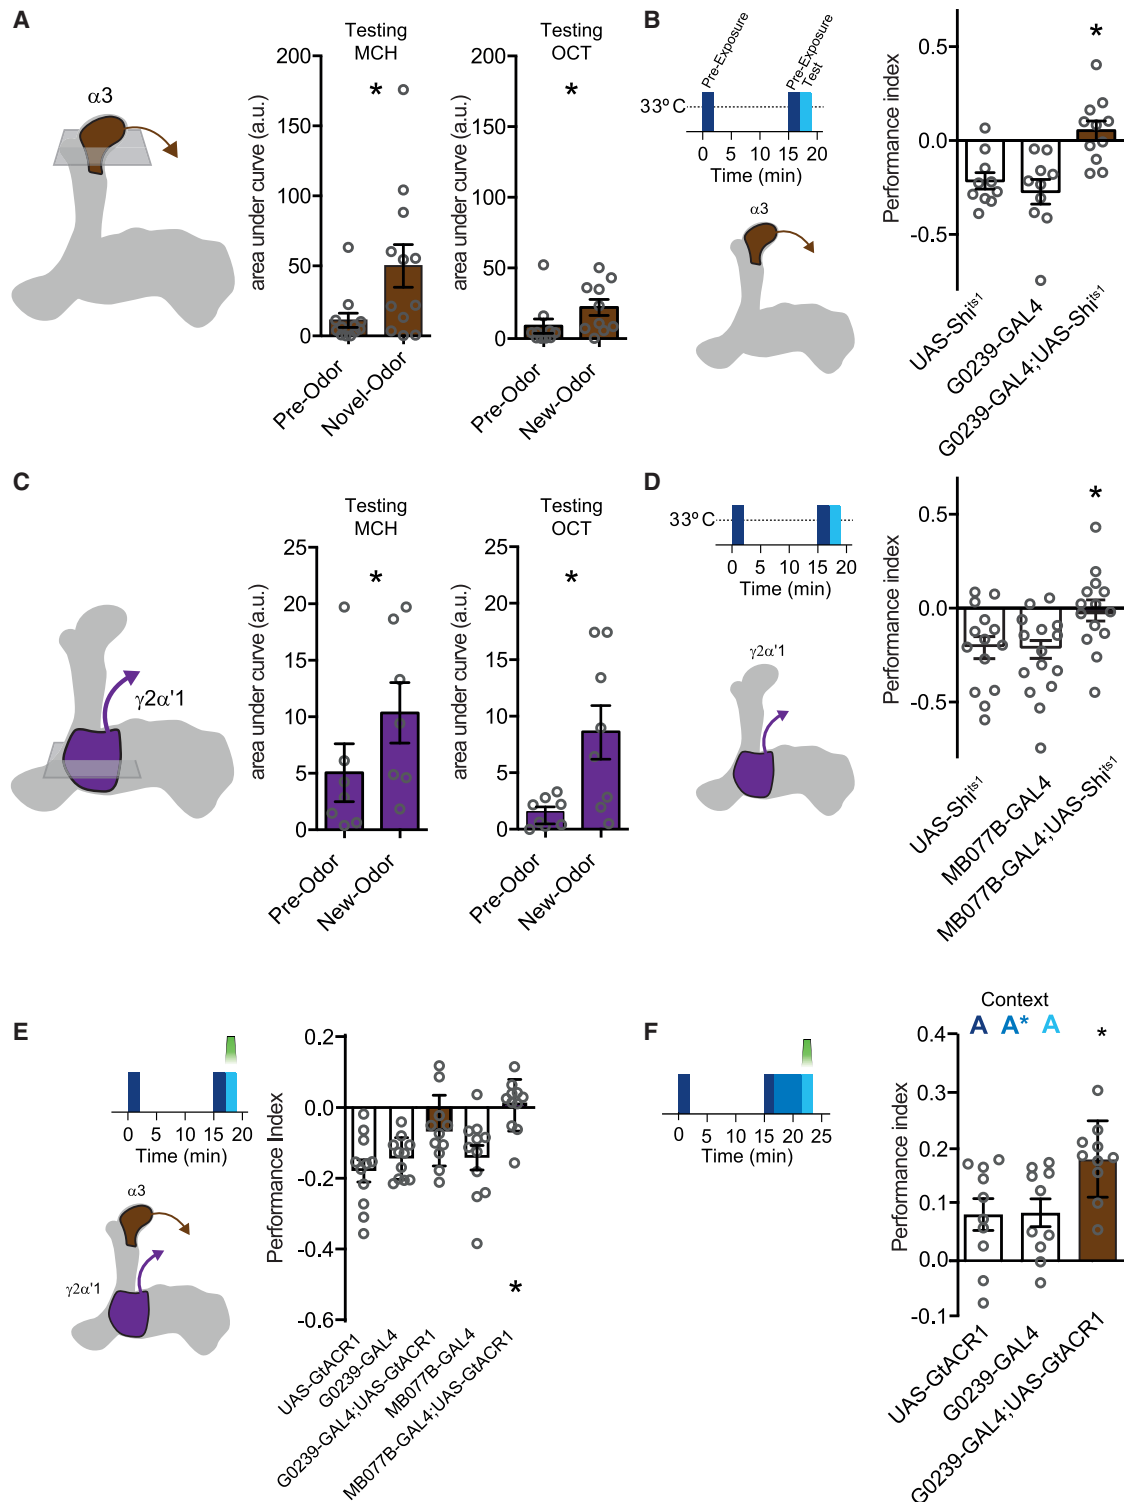 A
α3
Testing
MCH
200
150
100
50
0
area under curve (a.u.)
*
Pre-Odor
Novel-Odor
Testing
OCT
200
150
100
50
0
area under curve (a.u.)
*
Pre-Odor
New-Odor
B
Pre-Exposure
Pre-Exposure
Test
33º C
0 5 10 15 20
Time (min)
α3
Performance index
0.5
0.0
-0.5
*
UAS-Shiᵗˢ¹
G0239-GAL4
G0239-GAL4;UAS-Shiᵗˢ¹
C
γ2α'1
Testing
MCH
25
20
15
10
5
0
area under curve (a.u.)
*
Pre-Odor
New-Odor
Testing
OCT
25
20
15
10
5
0
area under curve (a.u.)
*
Pre-Odor
New-Odor
D
33º C
0 5 10 15 20
Time (min)
γ2α'1
Performance index
0.5
0.0
-0.5
*
UAS-Shiᵗˢ¹
MB077B-GAL4
MB077B-GAL4;UAS-Shiᵗˢ¹
E
0 5 10 15 20
Time (min)
α3
γ2α'1
Performance Index
0.2
0.0
-0.2
-0.4
-0.6
*
UAS-GtACR1
G0239-GAL4
G0239-GAL4;UAS-GtACR1
MB077B-GAL4
MB077B-GAL4;UAS-GtACR1
F
0 5 10 15 20 25
Time (min)
Context
A A* A
*
Performance index
0.4
0.3
0.2
0.1
0.0
-0.1
UAS-GtACR1
G0239-GAL4
G0239-GAL4;UAS-GtACR1